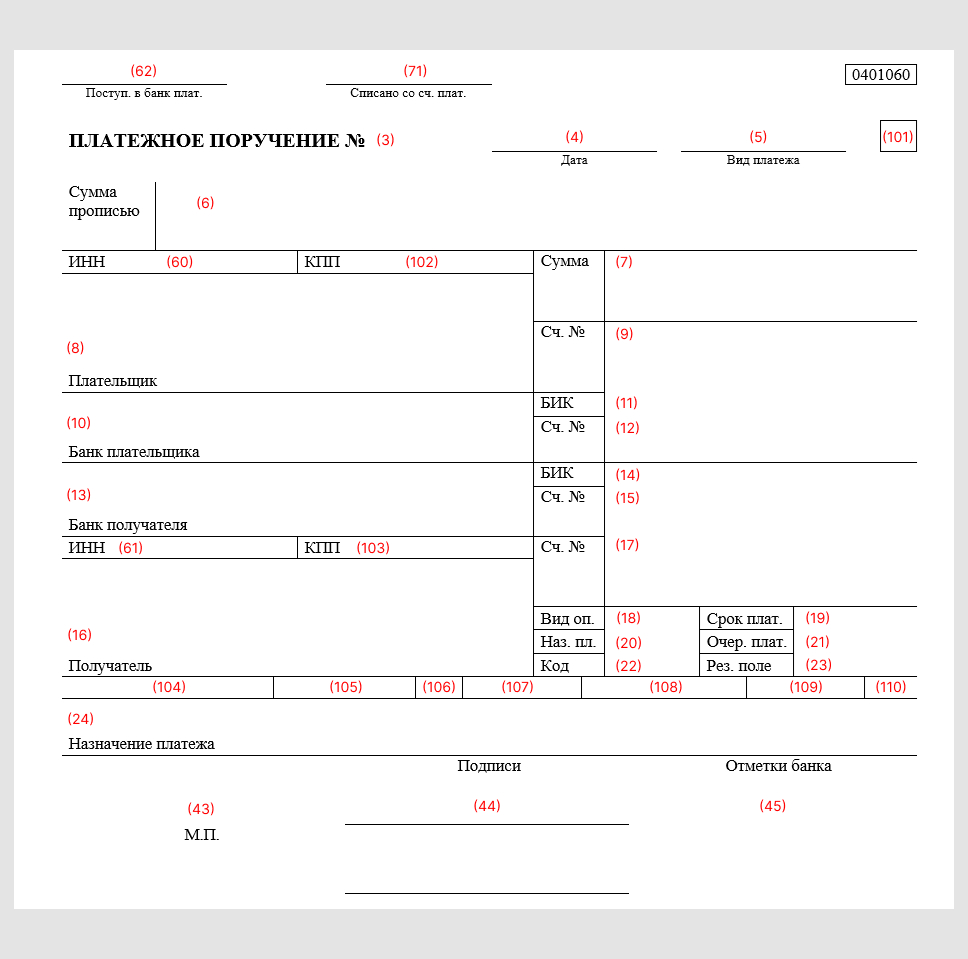 (62) (71) 0401060
Поступ. в банк плат. Списано со сч. плат.
ПЛАТЕЖНОЕ ПОРУЧЕНИЕ № (3) (4) (5) (101)
Дата Вид платежа
Сумма
прописью (6)
ИНН (60) КПП (102) Сумма (7)
Сч. № (9)
(8)
Плательщик
БИК (11)
(10) Сч. № (12)
Банк плательщика
БИК (14)
(13) Сч. № (15)
Банк получателя
ИНН (61) КПП (103) Сч. № (17)
Вид оп. (18) Срок плат. (19)
(16) Наз. пл. (20) Очер. плат. (21)
Получатель Код (22) Рез. поле (23)
(104) (105) (106) (107) (108) (109) (110)
(24)
Назначение платежа
Подписи Отметки банка
(43) (44) (45)
М.П.